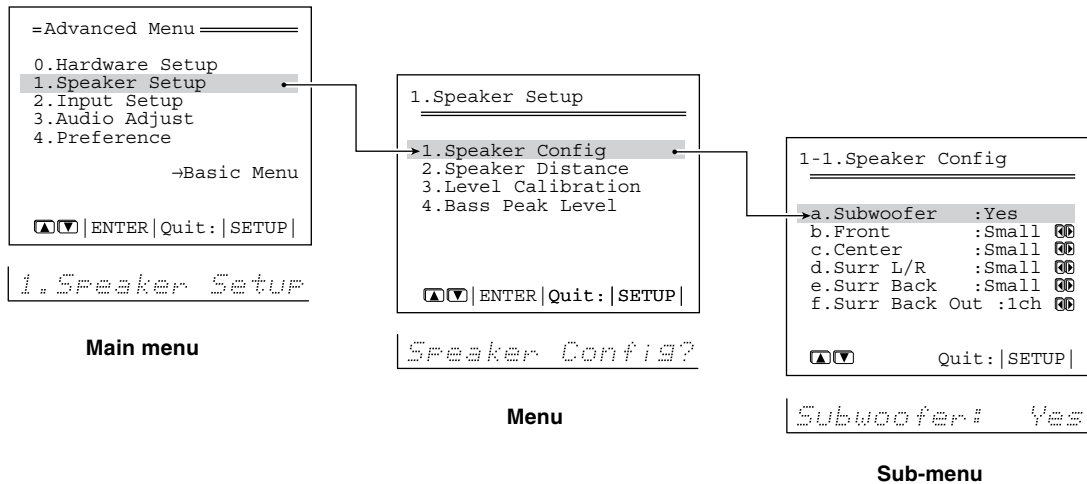 =Advanced Menu
0.Hardware Setup
1.Speaker Setup
2.Input Setup
3.Audio Adjust
4.Preference
→Basic Menu
|ENTER|Quit:|SETUP|
1.Speaker Setup
Main menu
1.Speaker Setup
1.Speaker Config
2.Speaker Distance
3.Level Calibration
4.Bass Peak Level
|ENTER|Quit:|SETUP|
Speaker Config?
Menu
1-1.Speaker Config
a.Subwoofer :Yes
b.Front :Small
c.Center :Small
d.Surr L/R :Small
e.Surr Back :Small
f.Surr Back Out :1ch
Quit:|SETUP|
Subwoofer: Yes
Sub-menu